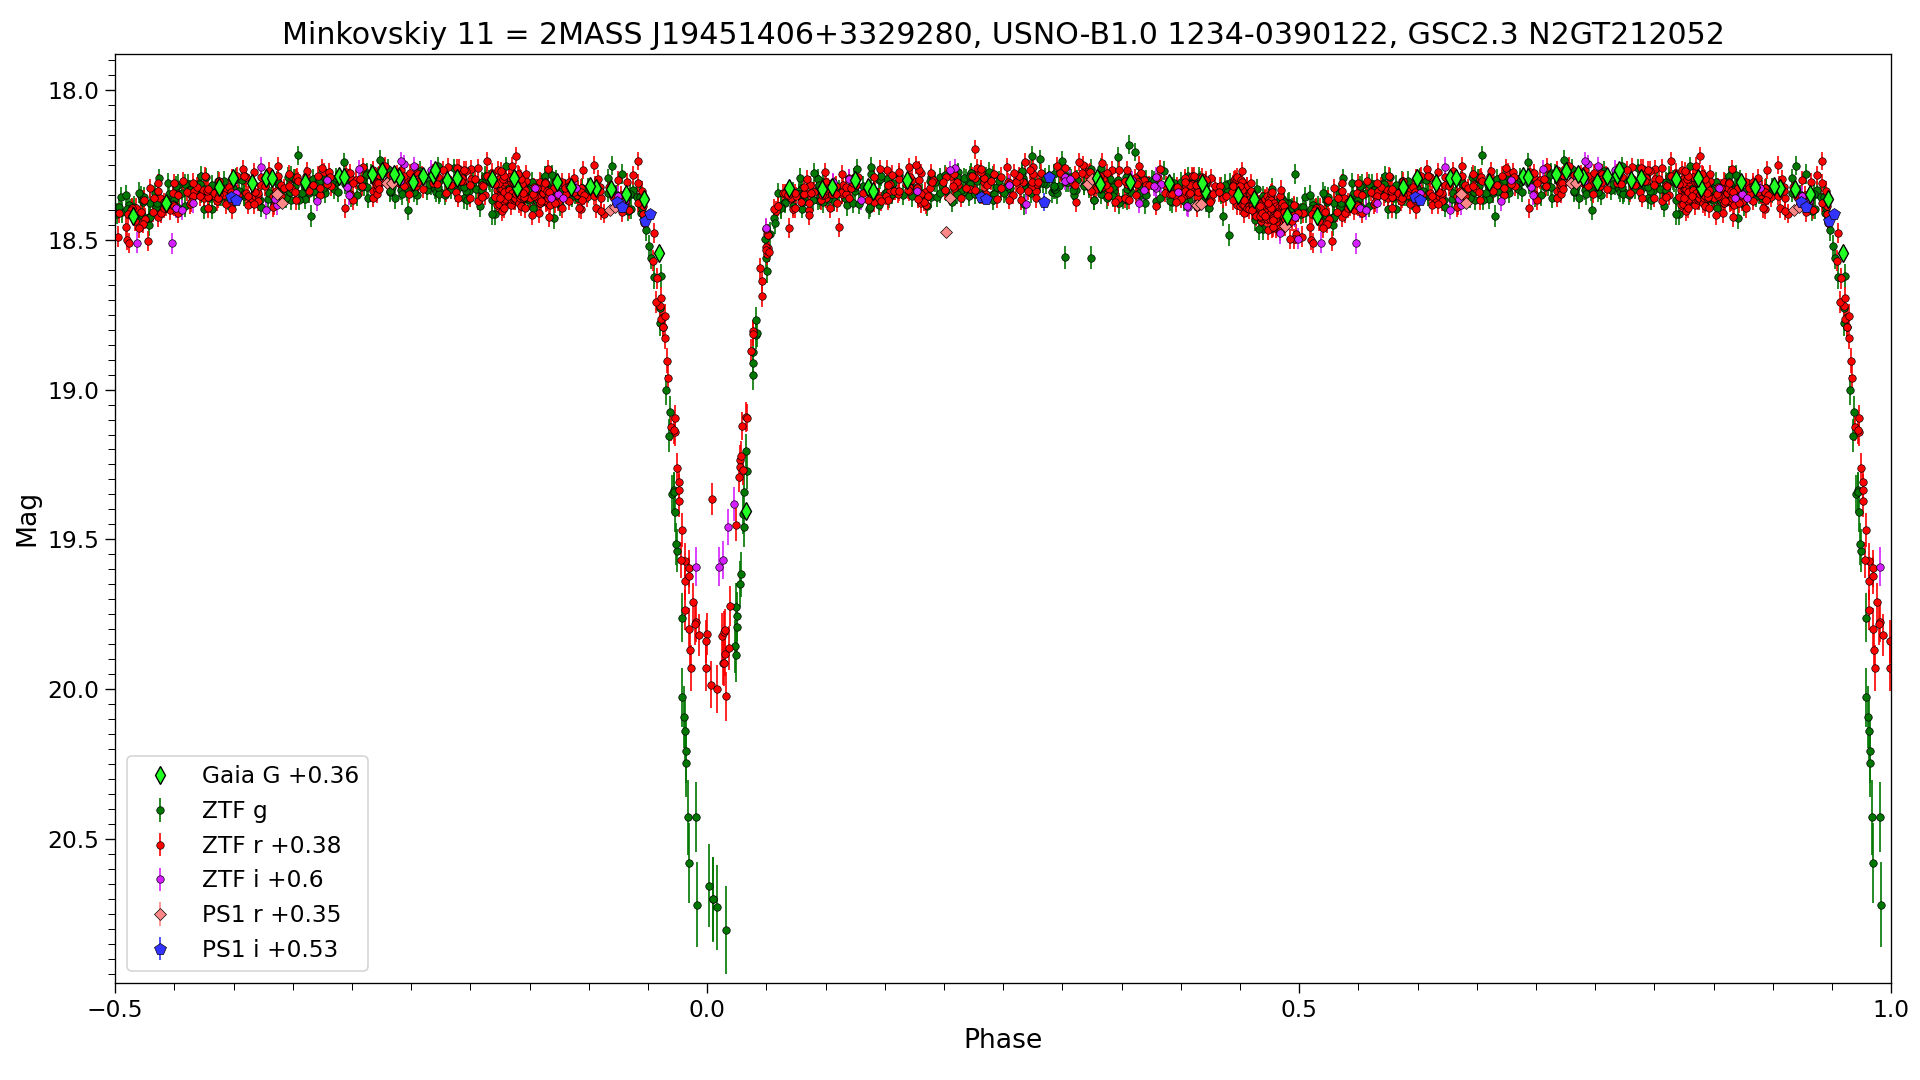 Minkovskiy 11 = 2MASS J19451406+3329280, USNO-B1.0 1234-0390122, GSC2.3 N2GT212052
18.0
18.5
19.0
19.5
20.0
20.5
Mag
Gaia G +0.36
ZTF g
ZTF r +0.38
ZTF i +0.6
PS1 r +0.35
PS1 i +0.53
−0.5
0.0
0.5
1.0
Phase